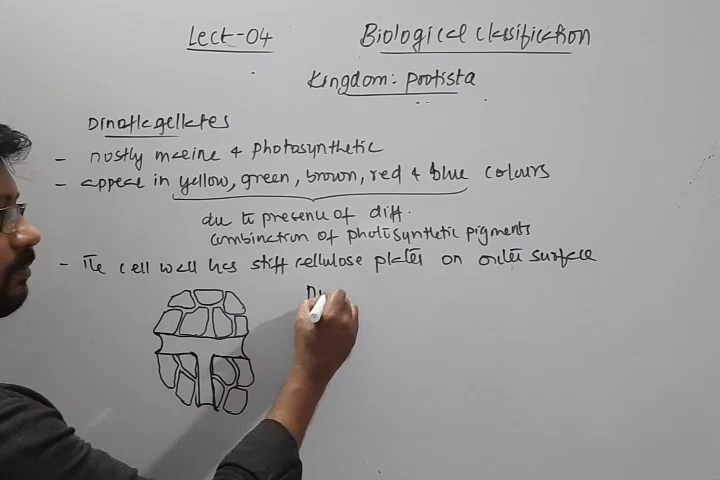 Lect-04
Biological classification
Kingdom: protista
Dinoflagellates
- mostly marine & photosynthetic
- appear in yellow, green, brown, red & blue colours
due to presence of diff.
combination of photosynthetic pigments
- The cell wall has stiff cellulose plates on outer surface